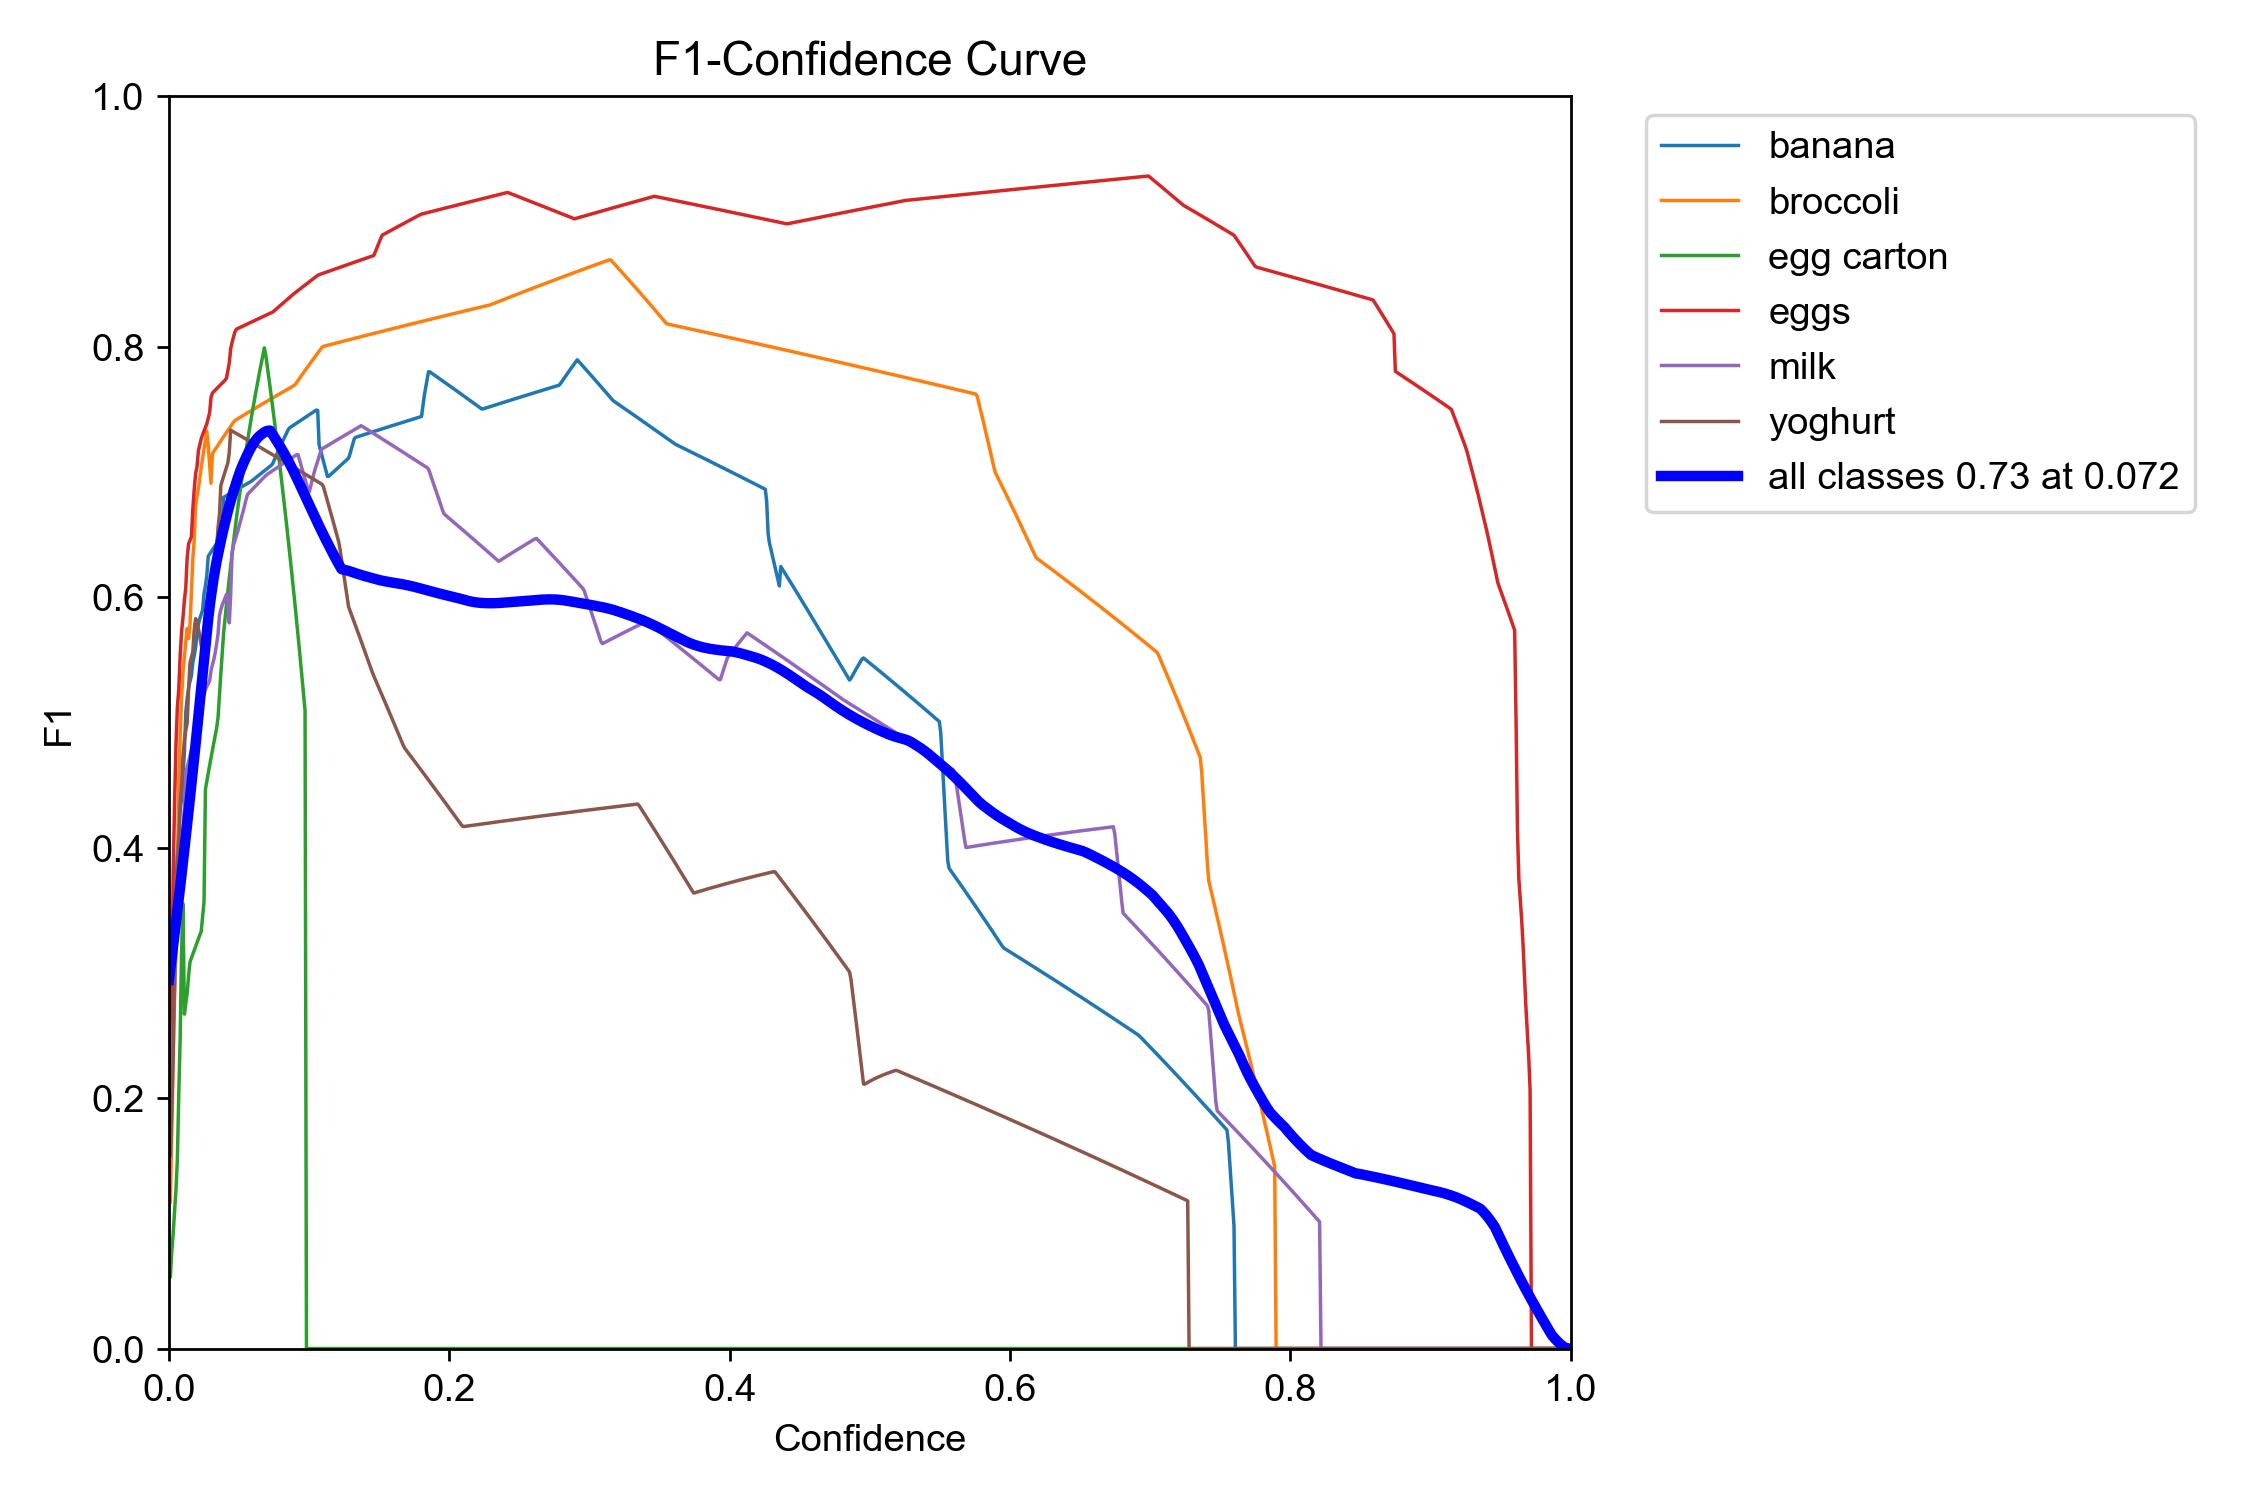 F1-Confidence Curve
1.0
0.8
0.6
0.4
0.2
0.0
F1
0.0 0.2 0.4 0.6 0.8 1.0
Confidence
banana
broccoli
egg carton
eggs
milk
yoghurt
all classes 0.73 at 0.072